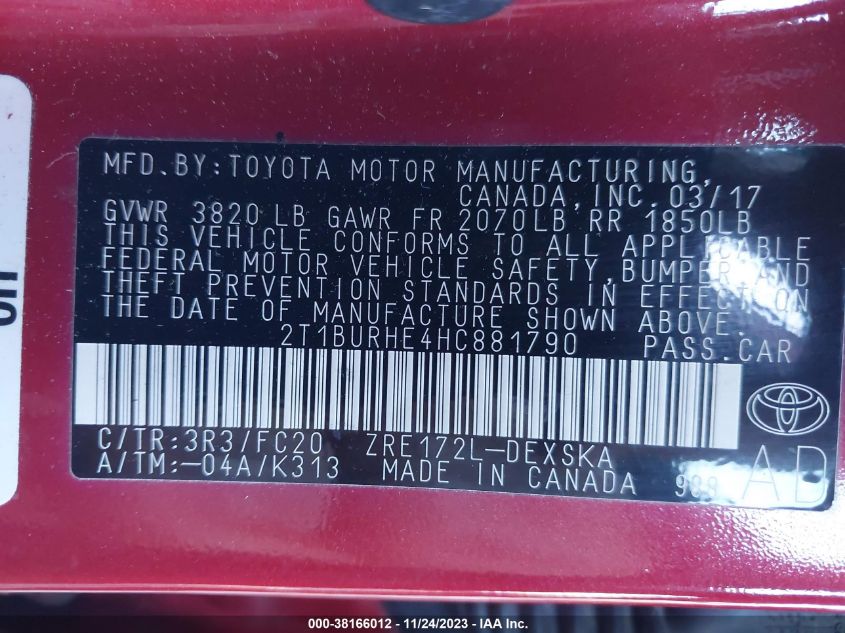 MFD.BY:TOYOTA MOTOR MANUFACTURING,
CANADA,INC. 03/17
GVWR 3820 LB GAWR FR 2070LB RR 1850LB
THIS VEHICLE CONFORMS TO ALL APPLICABLE
FEDERAL MOTOR VEHICLE SAFETY,BUMPER,AND
THEFT PREVENTION STANDARDS IN EFFECT ON
THE DATE OF MANUFACTURE SHOWN ABOVE.
2T1BURHE4HC881790 PASS.CAR
C/TR:3R3/FC20 ZRE172L-DEXSKA
A/TM:-04A/K313 MADE IN CANADA
AD
000-38166012 - 11/24/2023 - IAA Inc.